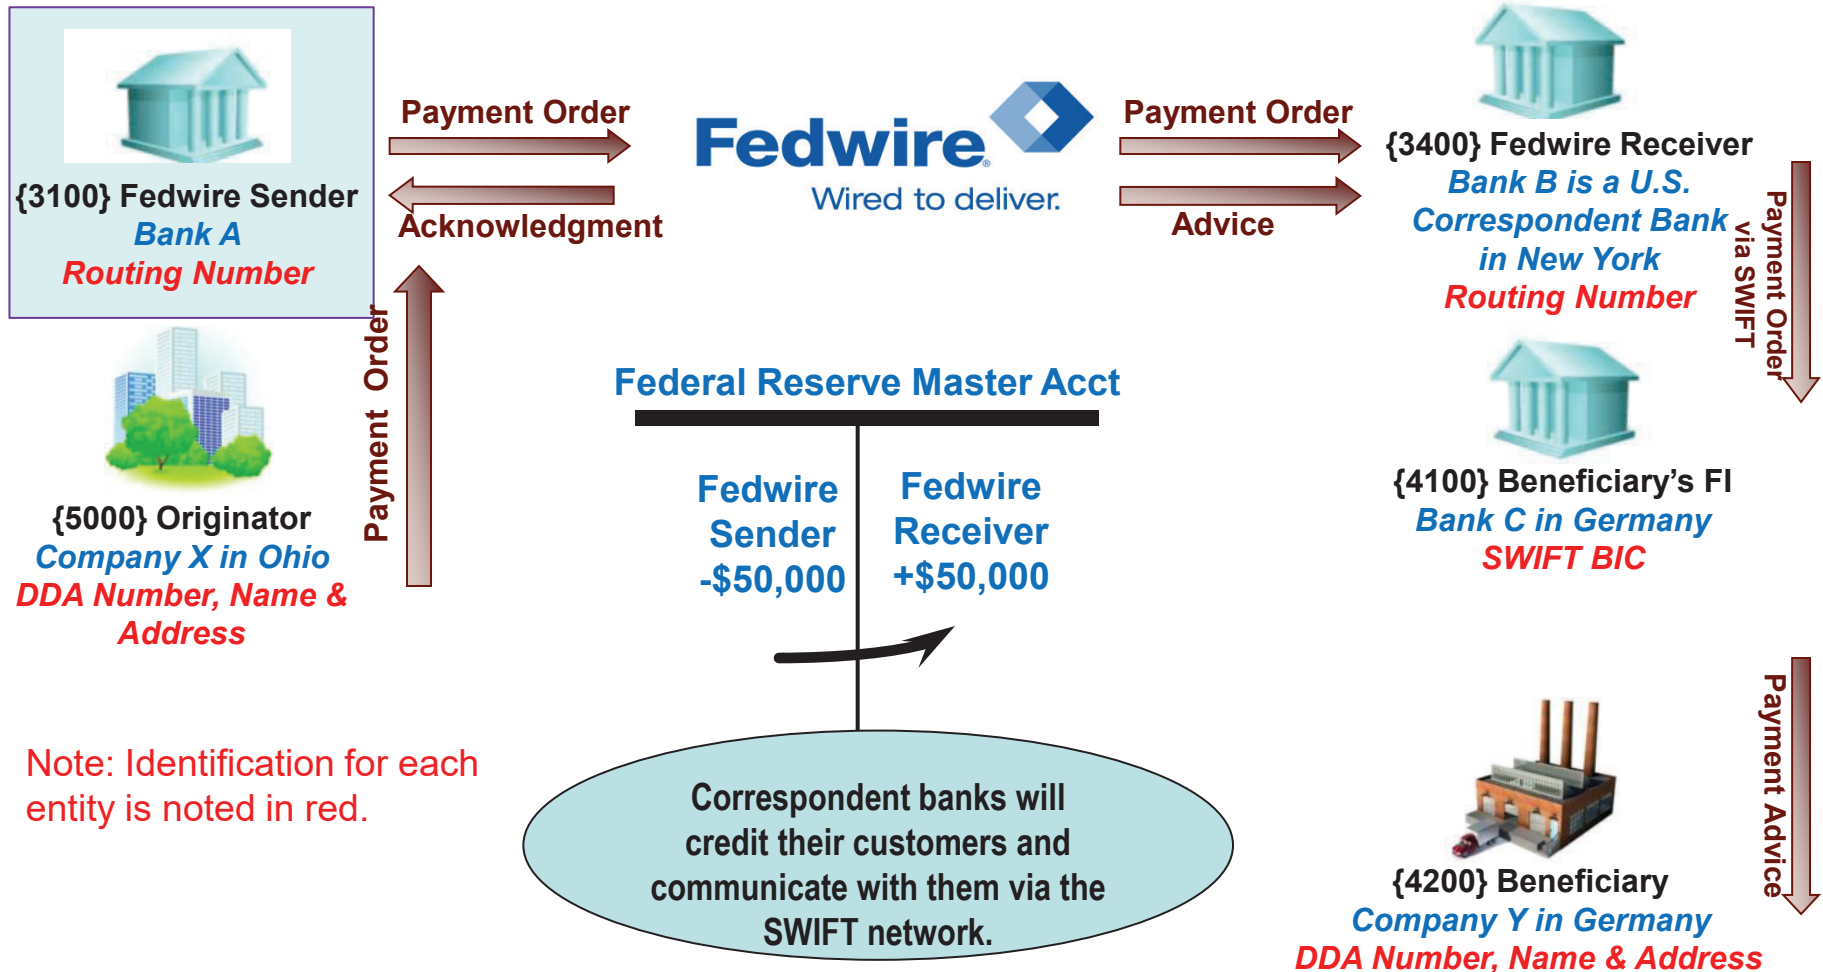 {3100} Fedwire Sender
Bank A
Routing Number
Payment Order
Acknowledgment
Fedwire®
Wired to deliver.
Payment Order
Advice
{3400} Fedwire Receiver
Bank B is a U.S.
Correspondent Bank
in New York
Routing Number
Payment Order
via SWIFT
{5000} Originator
Company X in Ohio
DDA Number, Name &
Address
Payment Order
Federal Reserve Master Acct
Fedwire
Sender
-$50,000
Fedwire
Receiver
+$50,000
{4100} Beneficiary’s FI
Bank C in Germany
SWIFT BIC
Note: Identification for each
entity is noted in red.
Correspondent banks will
credit their customers and
communicate with them via the
SWIFT network.
Payment Advice
{4200} Beneficiary
Company Y in Germany
DDA Number, Name & Address